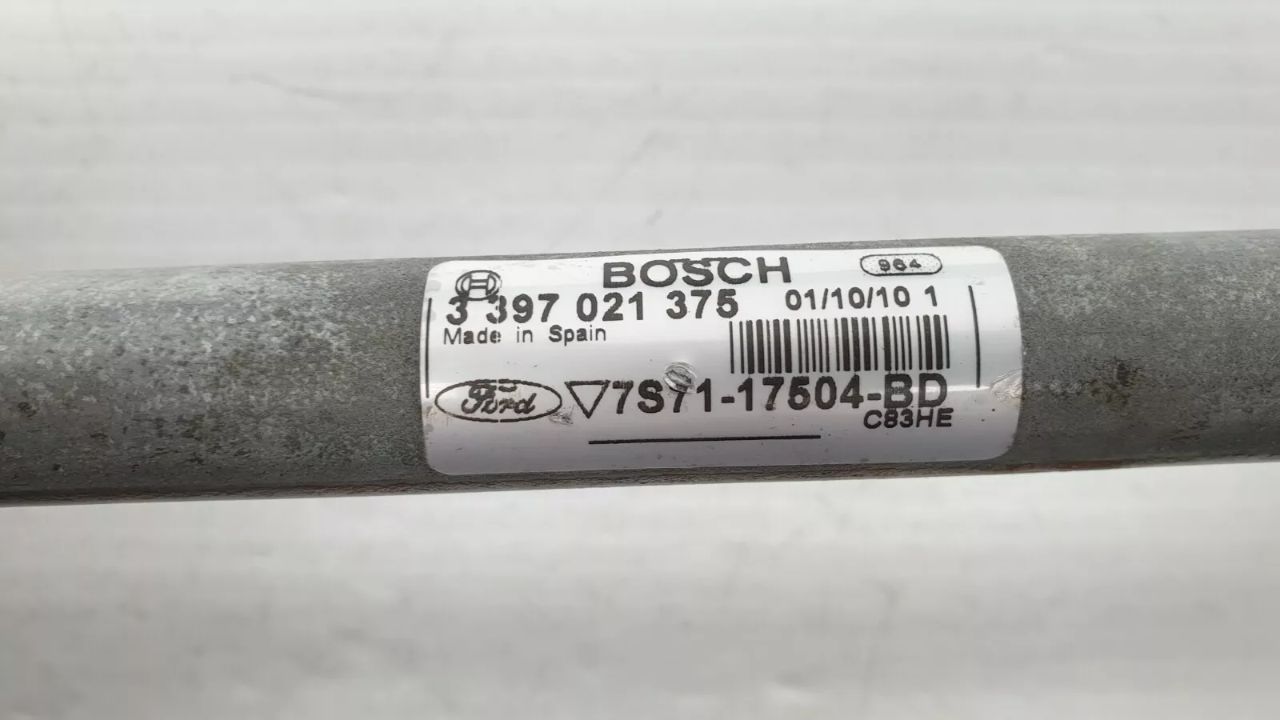 BOSCH 964
3 397 021 375 01/10/10 1
Made in Spain
Ford 7S71-17504-BD
C83HE